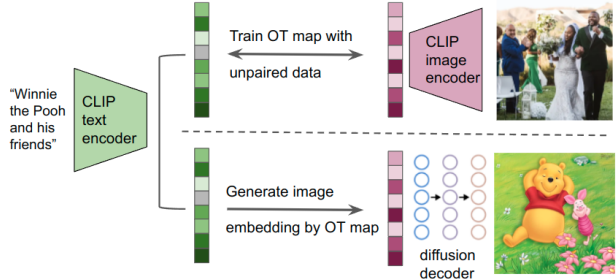 "Winnie
the Pooh
and his
friends"
CLIP
text
encoder
Train OT map with
unpaired data
CLIP
image
encoder
Generate image
embedding by OT map
diffusion
decoder